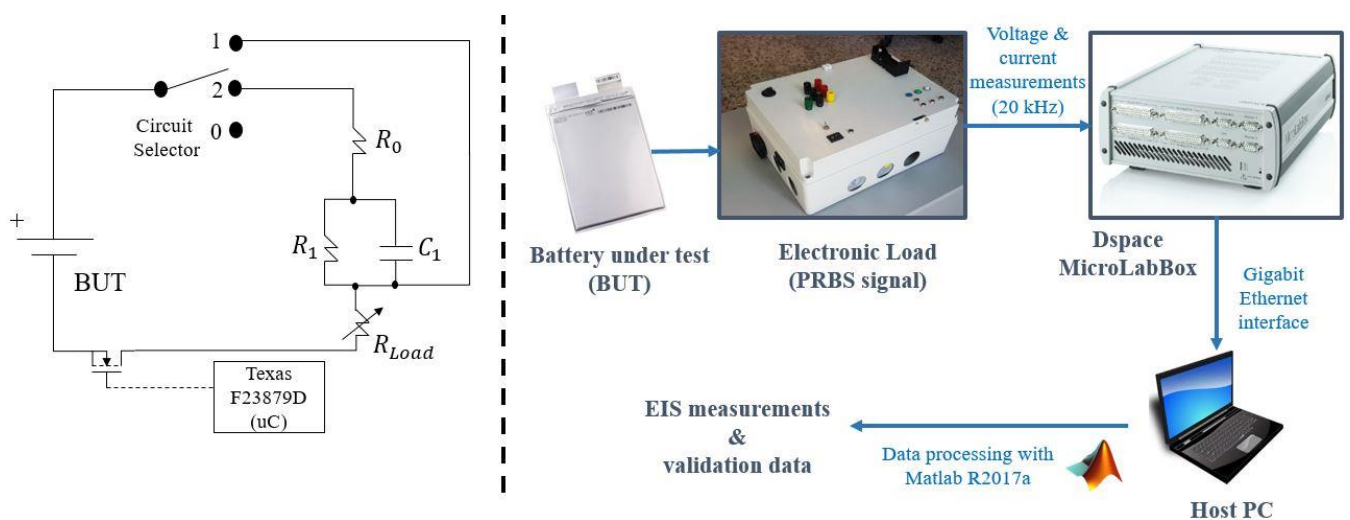 1
2
0
Circuit
Selector
R0
R1
C1
+
BUT
RLoad
Texas
F23879D
(uC)
Battery under test
(BUT)
Electronic Load
(PRBS signal)
Voltage &
current
measurements
(20 kHz)
Dspace
MicroLabBox
Gigabit
Ethernet
interface
EIS measurements
&
validation data
Data processing with
Matlab R2017a
Host PC